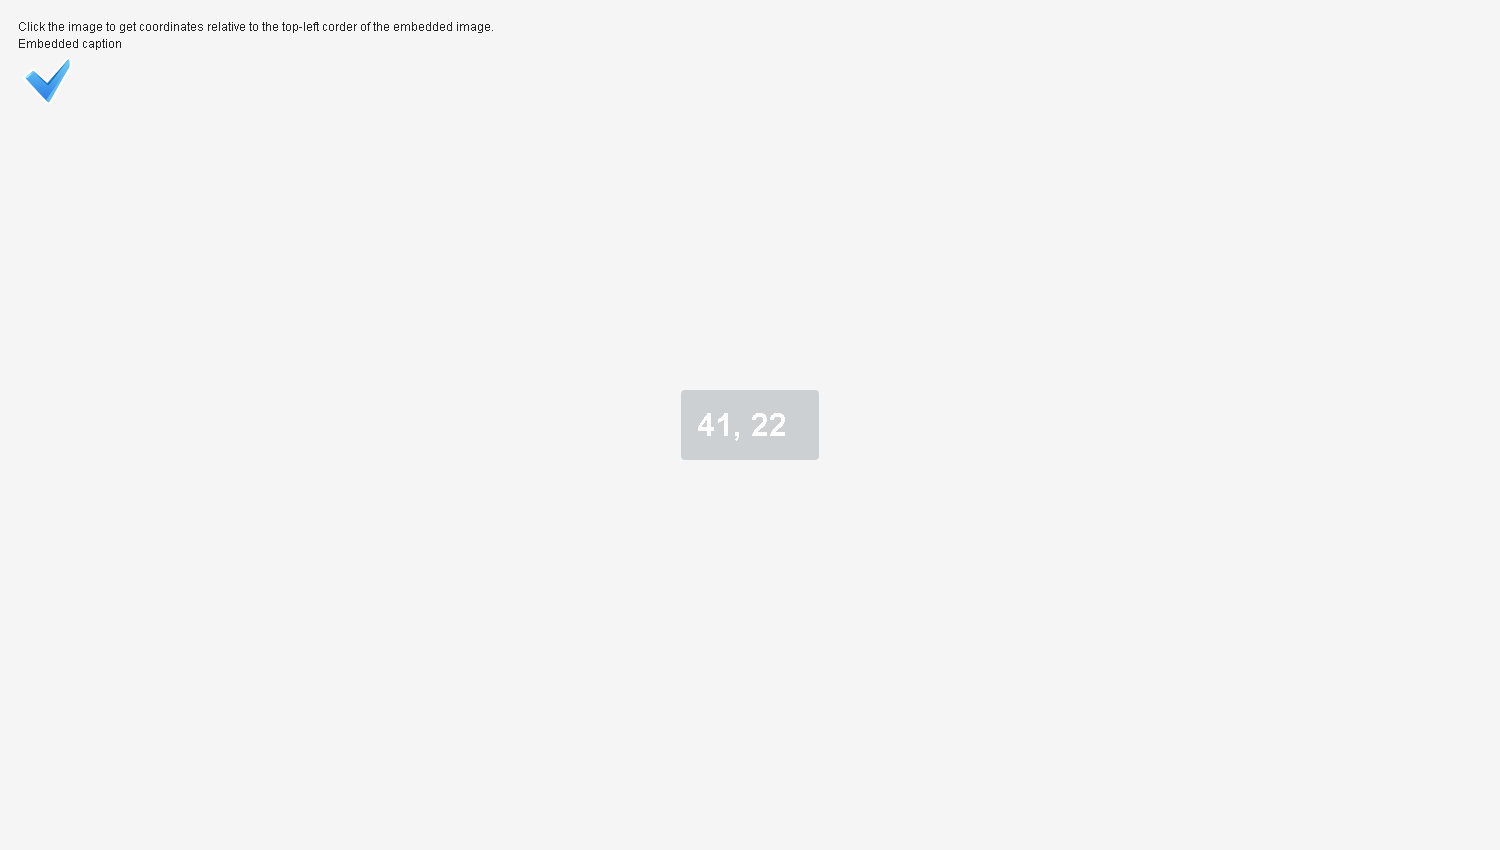 Click the image to get coordinates relative to the top-left corder of the embedded image.
Embedded caption
41, 22